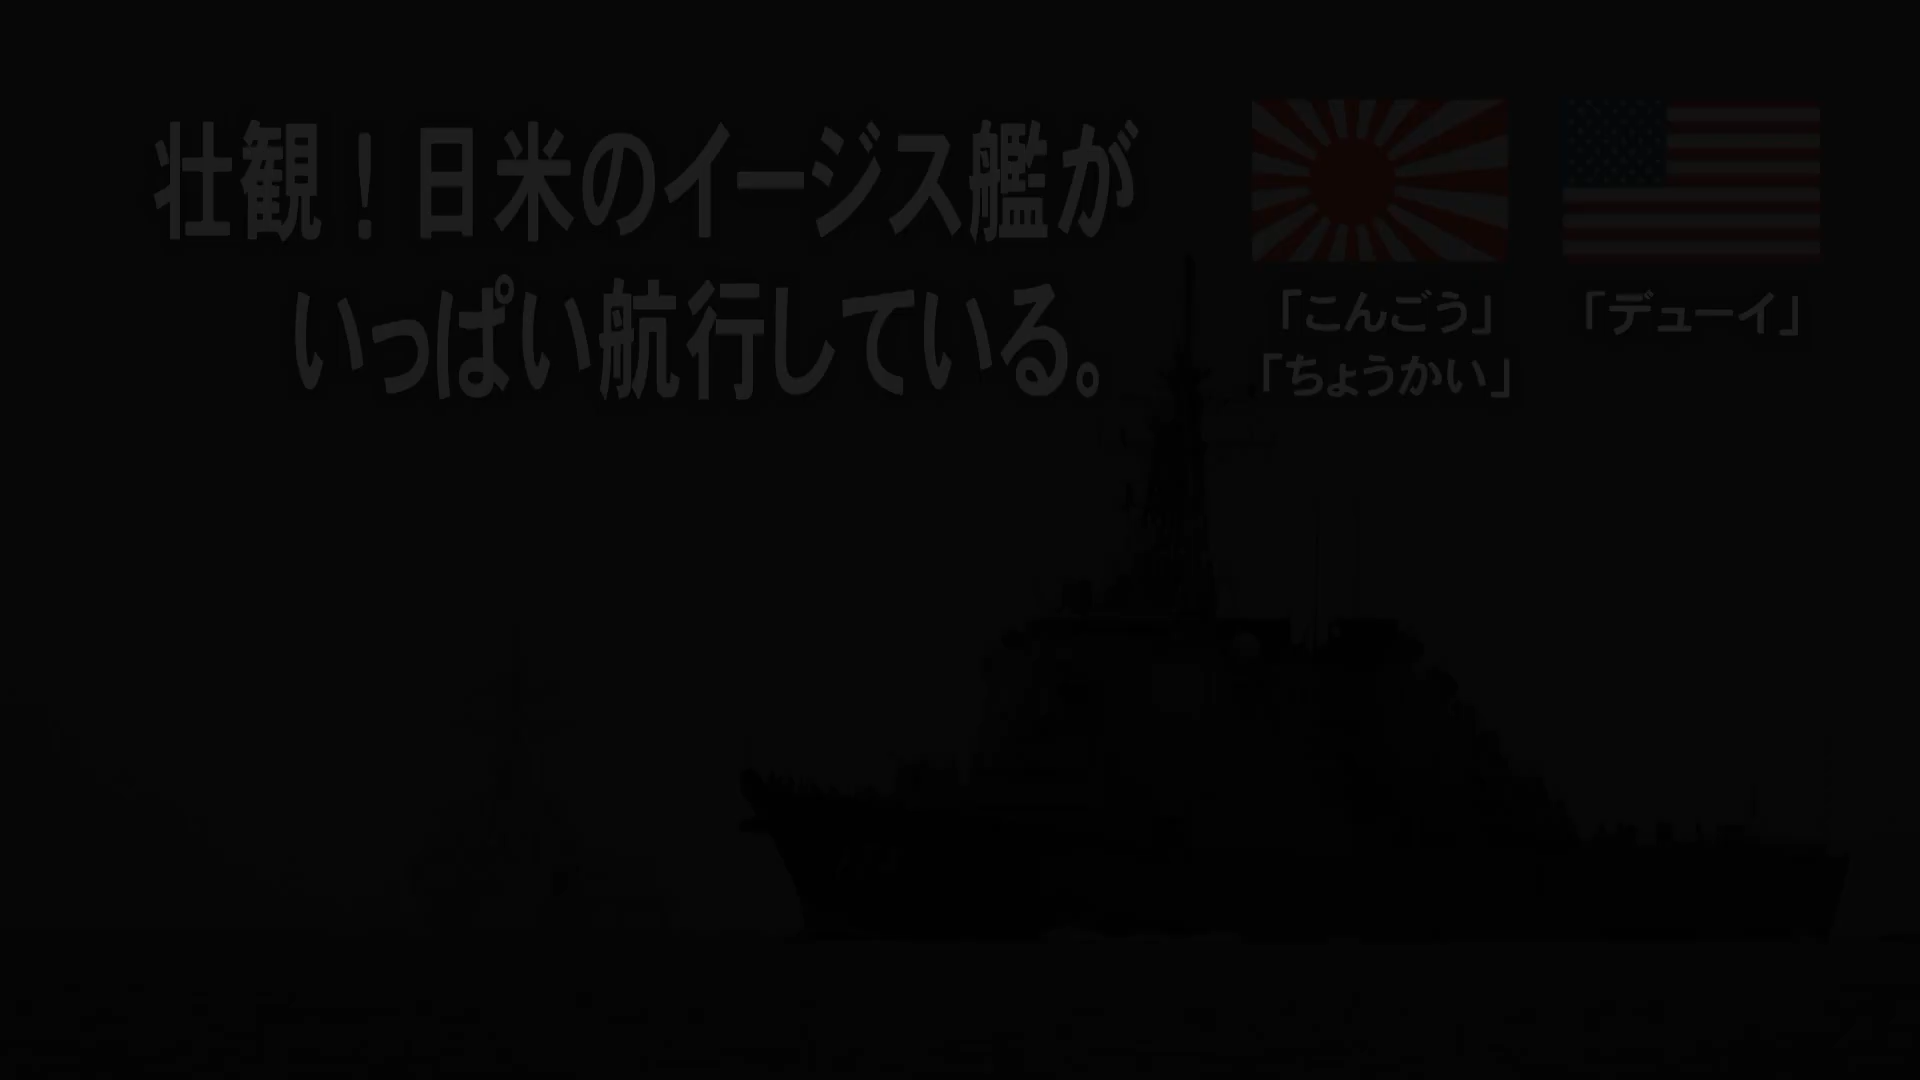 壮観！日米のイージス艦が
いっぱい航行している。
「こんごう」
「ちょうかい」
「デューイ」